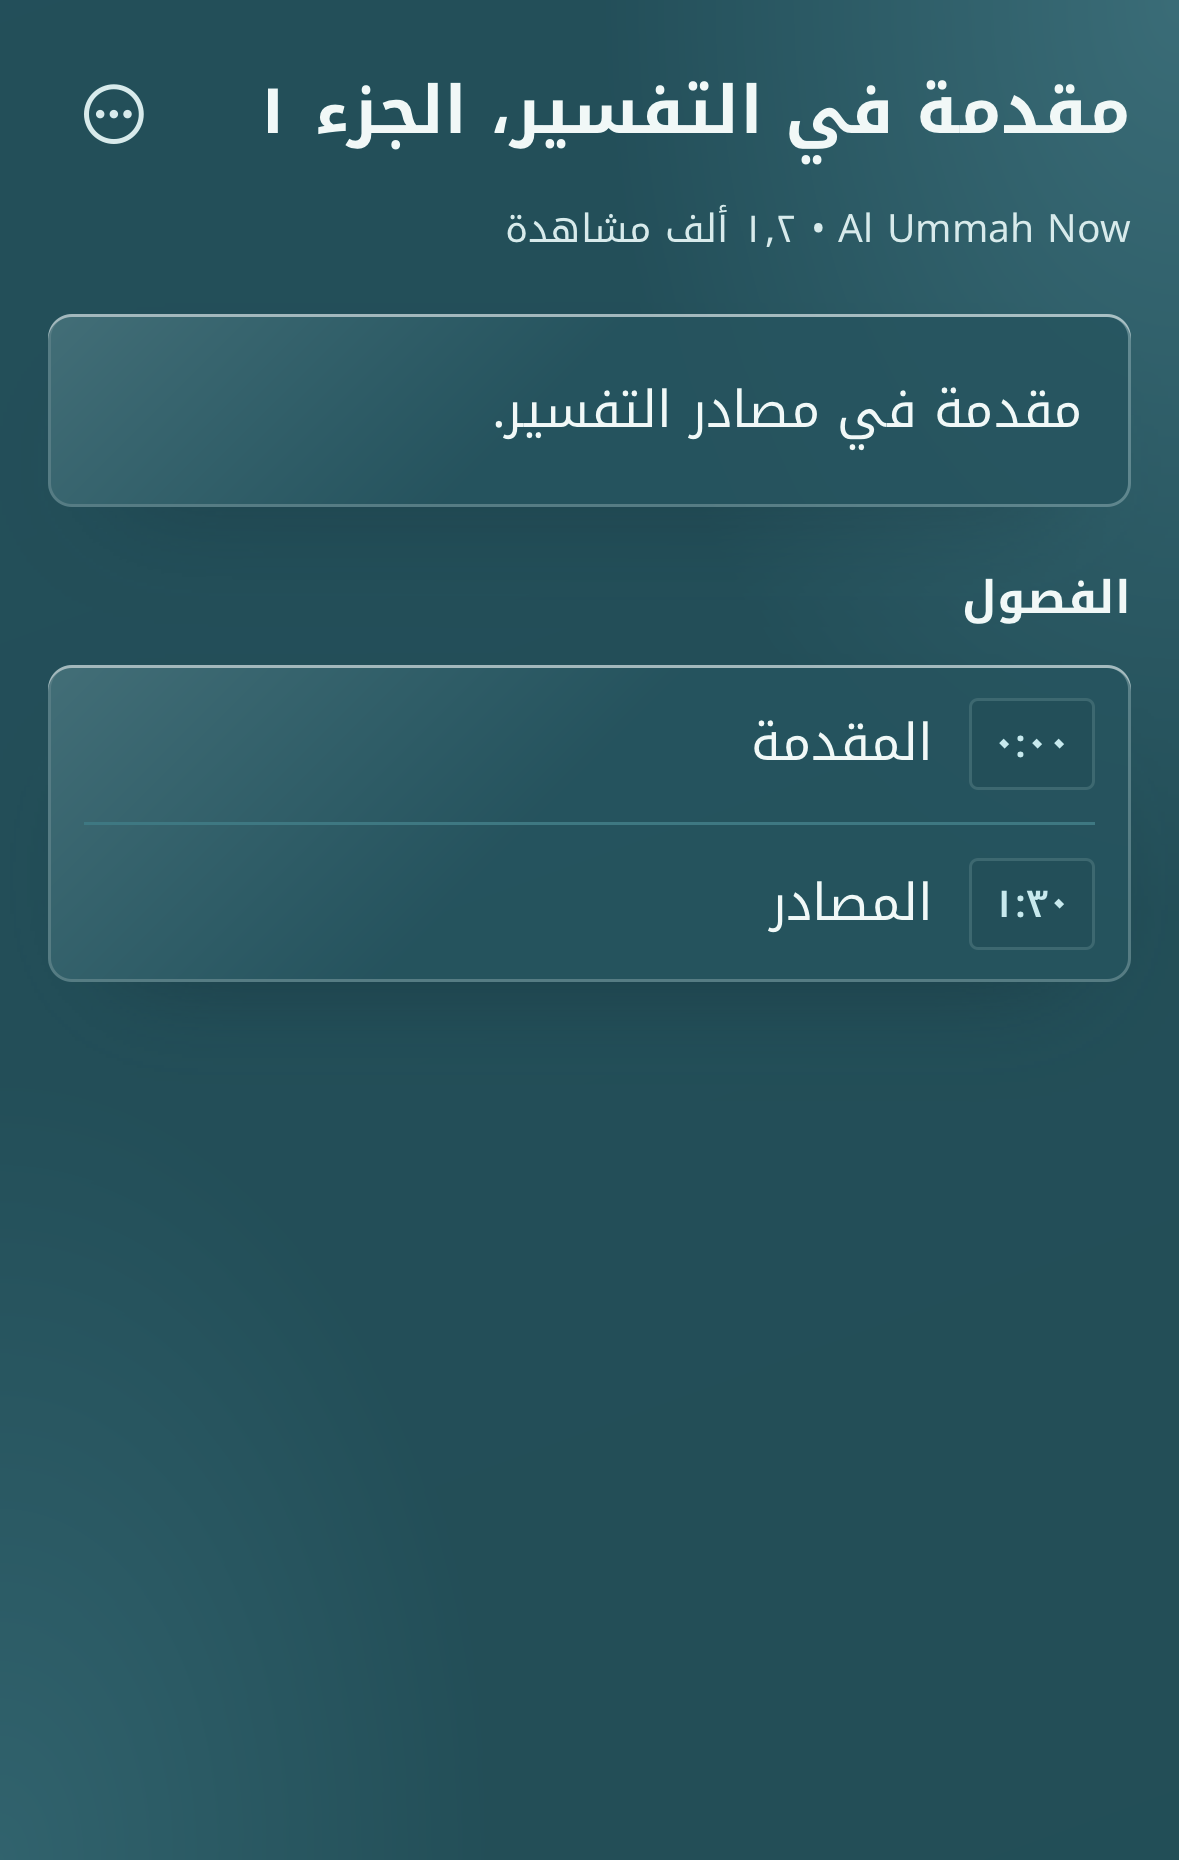 مقدمة في التفسير، الجزء ١
Al Ummah Now • ١,٢ ألف مشاهدة
مقدمة في مصادر التفسير.
الفصول
٠:٠٠ المقدمة
١:٣٠ المصادر